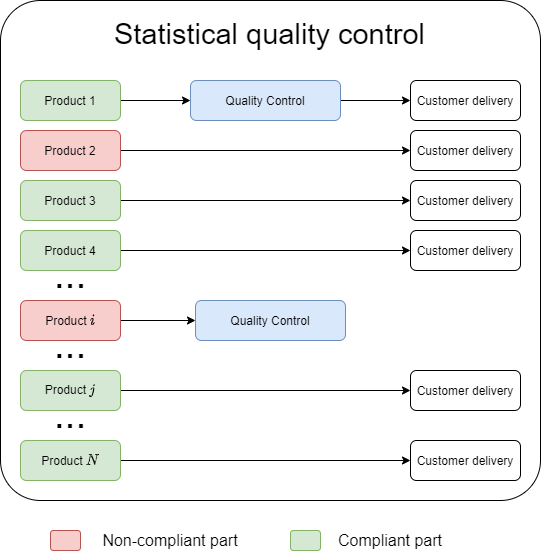 Statistical quality control
Product 1 Quality Control Customer delivery
Product 2 Customer delivery
Product 3 Customer delivery
Product 4 Customer delivery
...
Product i Quality Control
...
Product j Customer delivery
...
Product N Customer delivery
Non-compliant part Compliant part